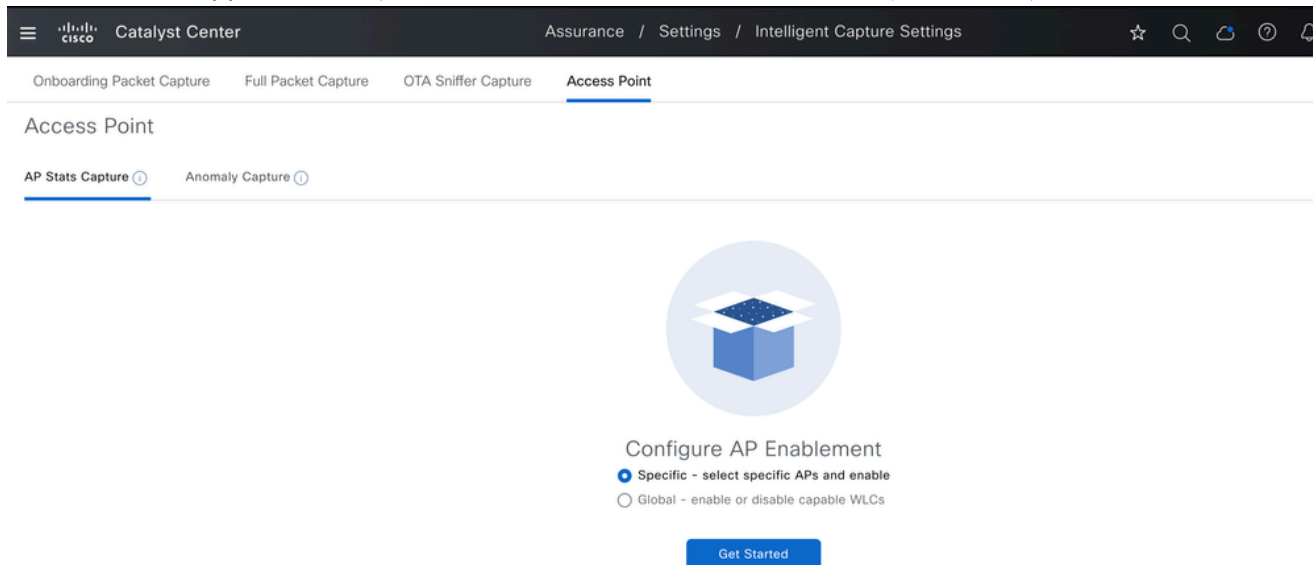 cisco Catalyst Center Assurance / Settings / Intelligent Capture Settings
Onboarding Packet Capture Full Packet Capture OTA Sniffer Capture Access Point
Access Point
AP Stats Capture Anomaly Capture
Configure AP Enablement
Specific - select specific APs and enable
Global - enable or disable capable WLCs
Get Started